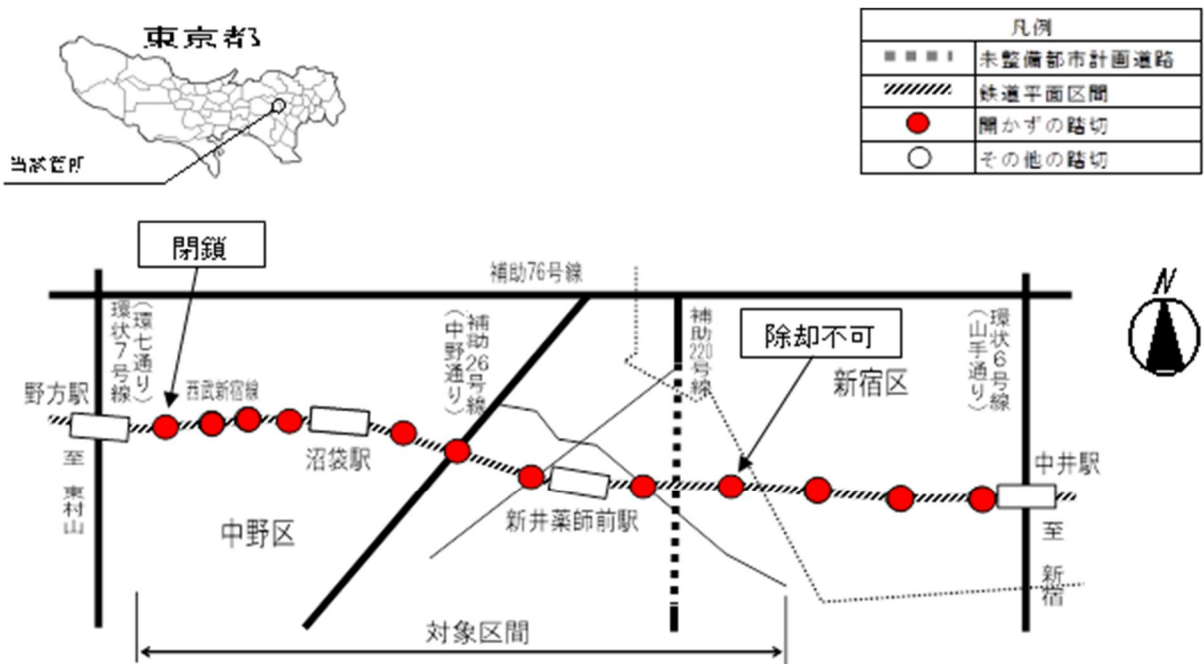 東京都
凡例
未整備都市計画道路
鉄道平面区間
開かずの踏切
その他の踏切
閉鎖
補助76号線
環状7号線
(環七通り)
補助26号線
(中野通り)
補助220号線
除却不可
新宿区
環状6号線
(山手通り)
N
野方駅
西武新宿線
沼袋駅
新井薬師前駅
中井駅
至 東村山
中野区
至 新宿
対象区間